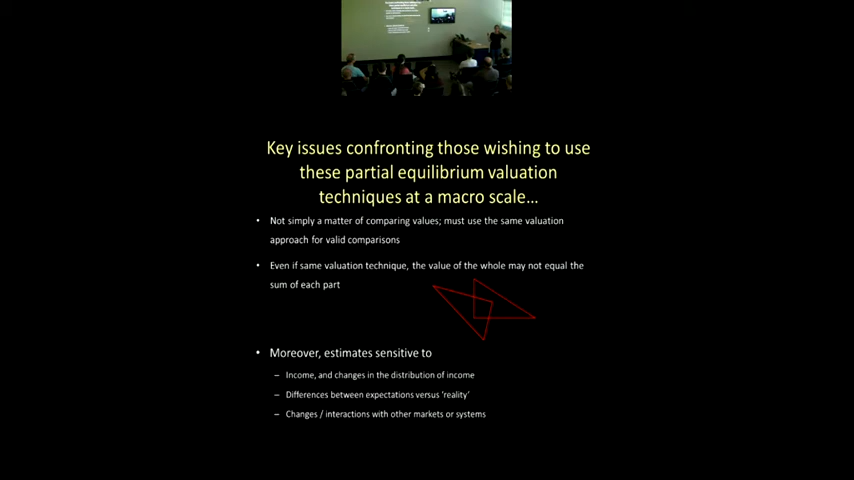 Key issues confronting those wishing to use
these partial equilibrium valuation
techniques at a macro scale…
• Not simply a matter of comparing values; must use the same valuation
approach for valid comparisons
• Even if same valuation technique, the value of the whole may not equal the
sum of each part
• Moreover, estimates sensitive to
– Income, and changes in the distribution of income
– Differences between expectations versus ‘reality’
– Changes / interactions with other markets or systems